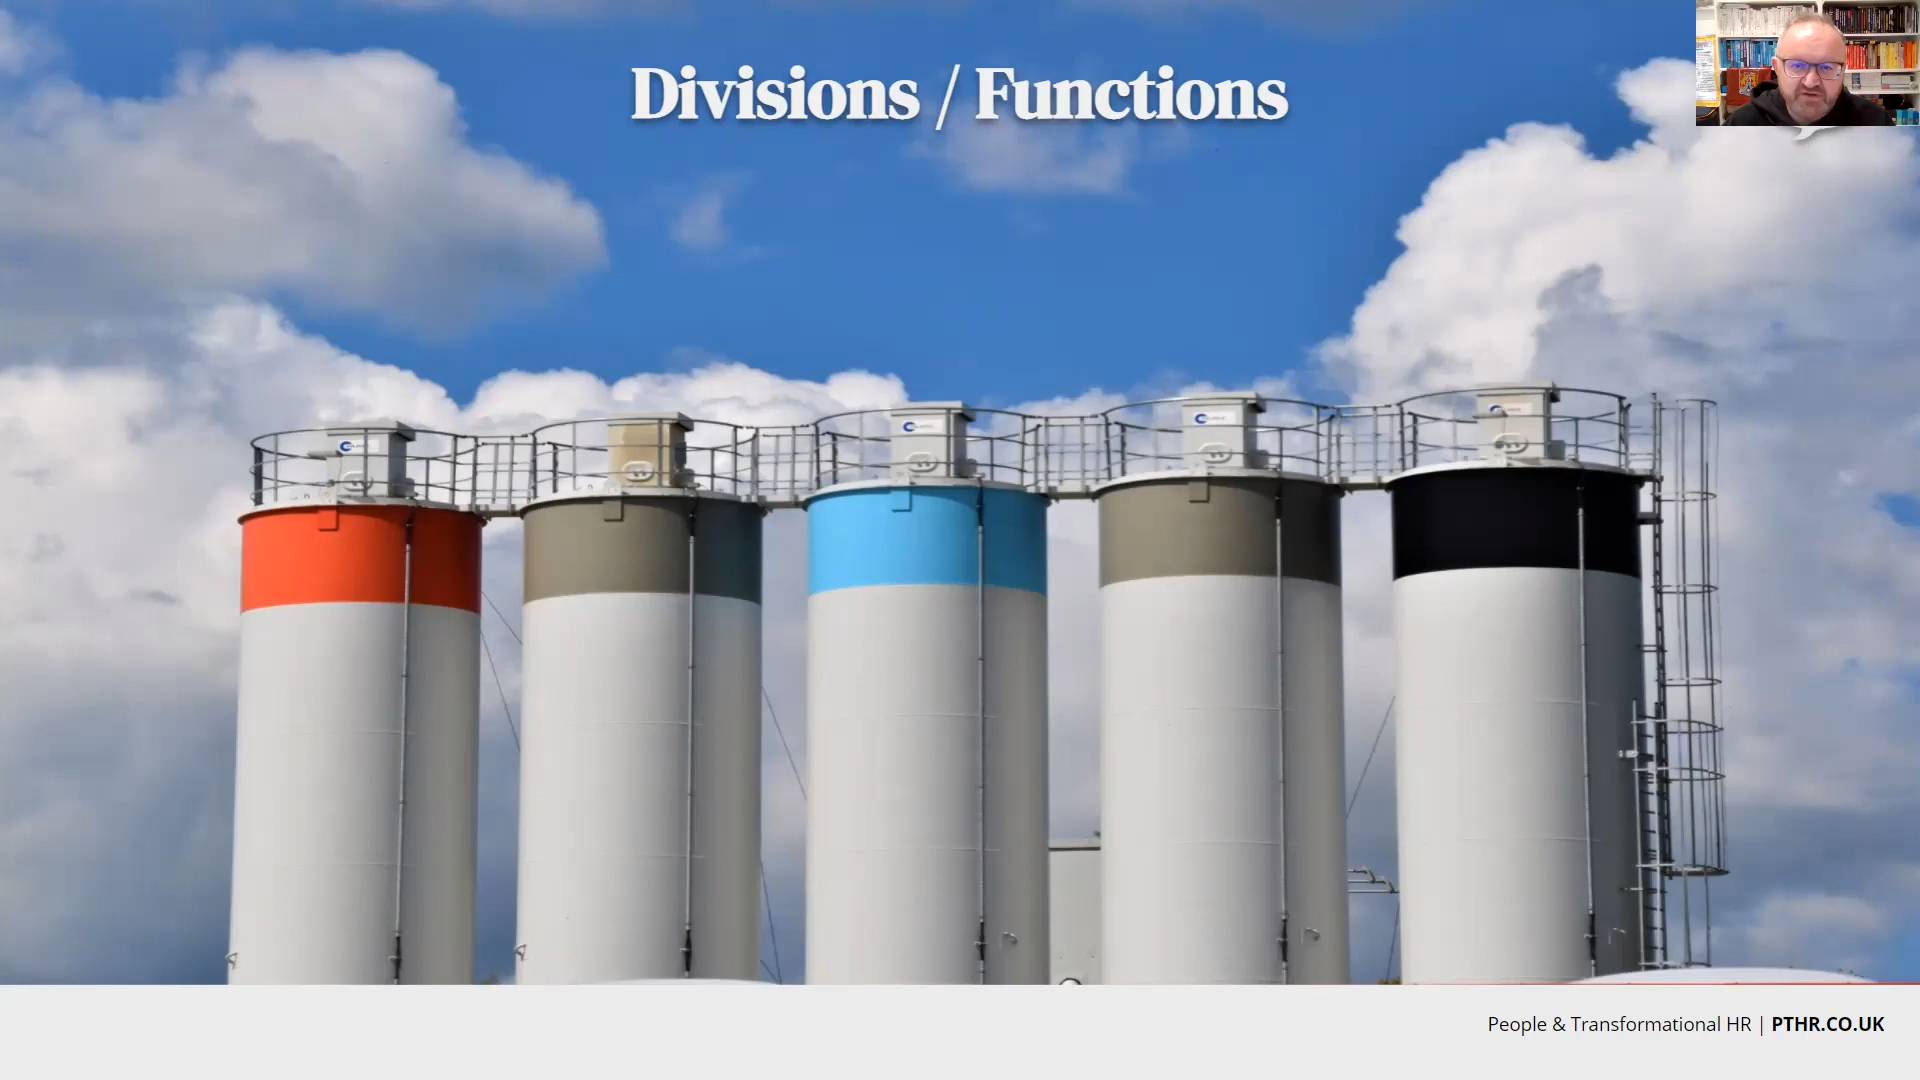 Divisions / Functions
People & Transformational HR | PTHR.CO.UK